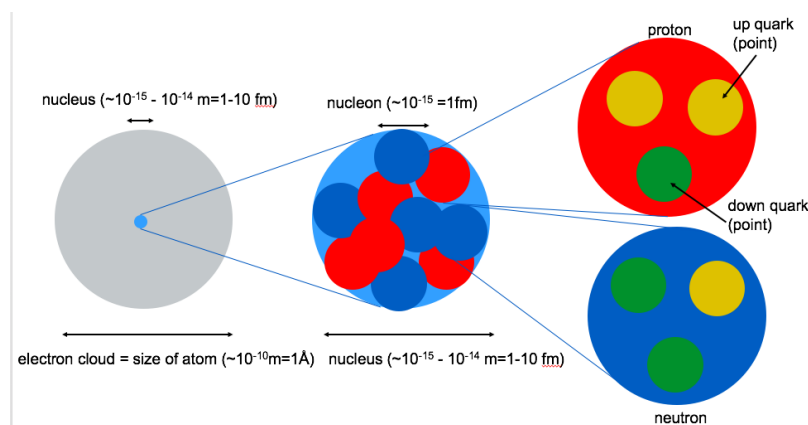 proton
up quark
(point)
nucleus (~10⁻¹⁵ - 10⁻¹⁴ m=1-10 fm)
nucleon (~10⁻¹⁵ =1fm)
down quark
(point)
electron cloud = size of atom (~10⁻¹⁰m=1Å)
nucleus (~10⁻¹⁵ - 10⁻¹⁴ m=1-10 fm)
neutron